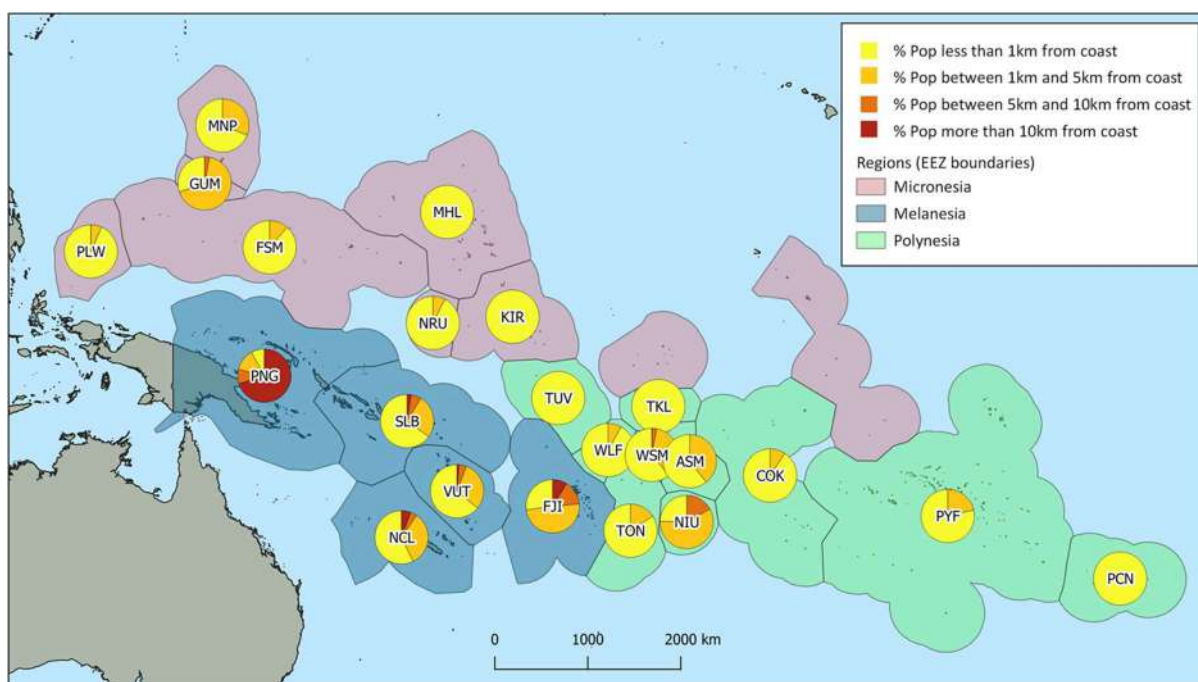 % Pop less than 1km from coast
% Pop between 1km and 5km from coast
% Pop between 5km and 10km from coast
% Pop more than 10km from coast
Regions (EEZ boundaries)
Micronesia
Melanesia
Polynesia
MNP
GUM
MHL
PLW
FSM
NRU
KIR
PNG
TUV
TKL
SLB
WLF
WSM
ASM
COK
VUT
FJI
NIU
PYF
NCL
TON
PCN
0 1000 2000 km